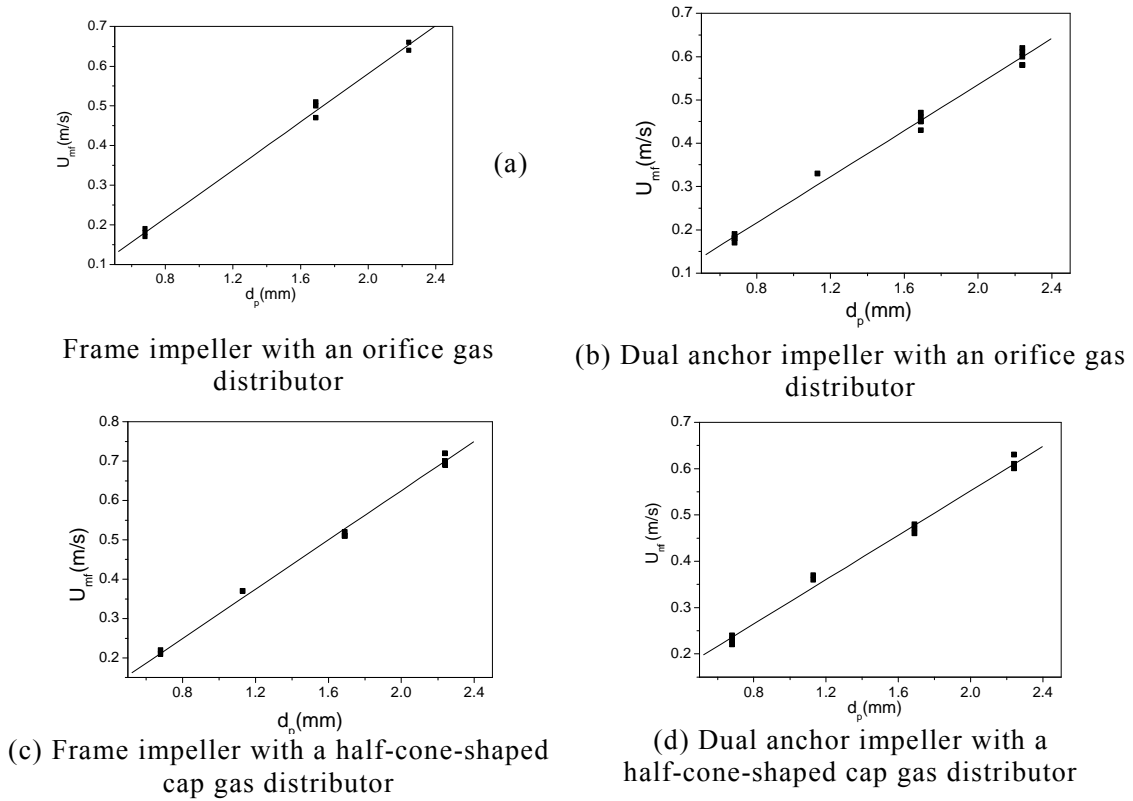 0.7
0.6
0.5
0.4
0.3
0.2
0.1
U_mf(m/s)
0.8 1.2 1.6 2.0 2.4
d_p(mm)
(a)
Frame impeller with an orifice gas
distributor
0.7
0.6
0.5
0.4
0.3
0.2
0.1
U_mf(m/s)
0.8 1.2 1.6 2.0 2.4
d_p(mm)
(b) Dual anchor impeller with an orifice gas
distributor
0.8
0.7
0.6
0.5
0.4
0.3
0.2
U_mf(m/s)
0.8 1.2 1.6 2.0 2.4
d_p(mm)
(c) Frame impeller with a half-cone-shaped
cap gas distributor
0.7
0.6
0.5
0.4
0.3
0.2
U_mf(m/s)
0.8 1.2 1.6 2.0 2.4
d_p(mm)
(d) Dual anchor impeller with a
half-cone-shaped cap gas distributor